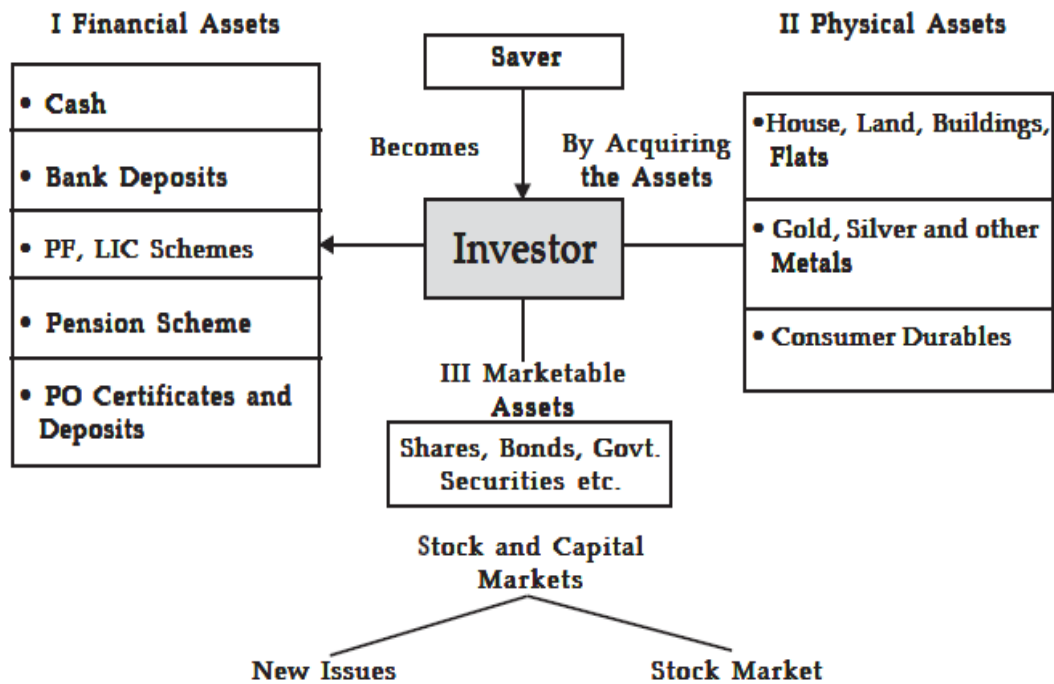 I Financial Assets
• Cash
• Bank Deposits
• PF, LIC Schemes
• Pension Scheme
• PO Certificates and
Deposits
Saver
Becomes
By Acquiring
the Assets
Investor
III Marketable
Assets
Shares, Bonds, Govt.
Securities etc.
Stock and Capital
Markets
New Issues
Stock Market
II Physical Assets
•House, Land, Buildings,
Flats
• Gold, Silver and other
Metals
• Consumer Durables